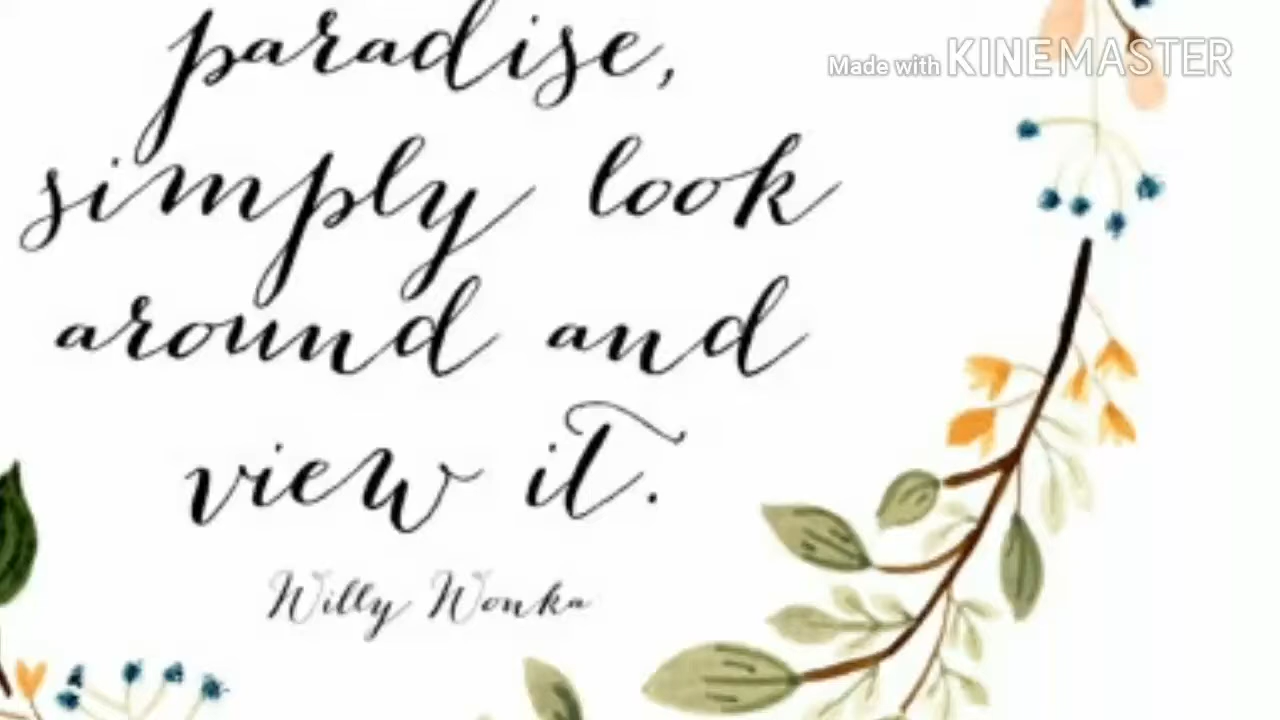 paradise,
Made with KINEMASTER
simply look
around and
view it.
Willy Wonka